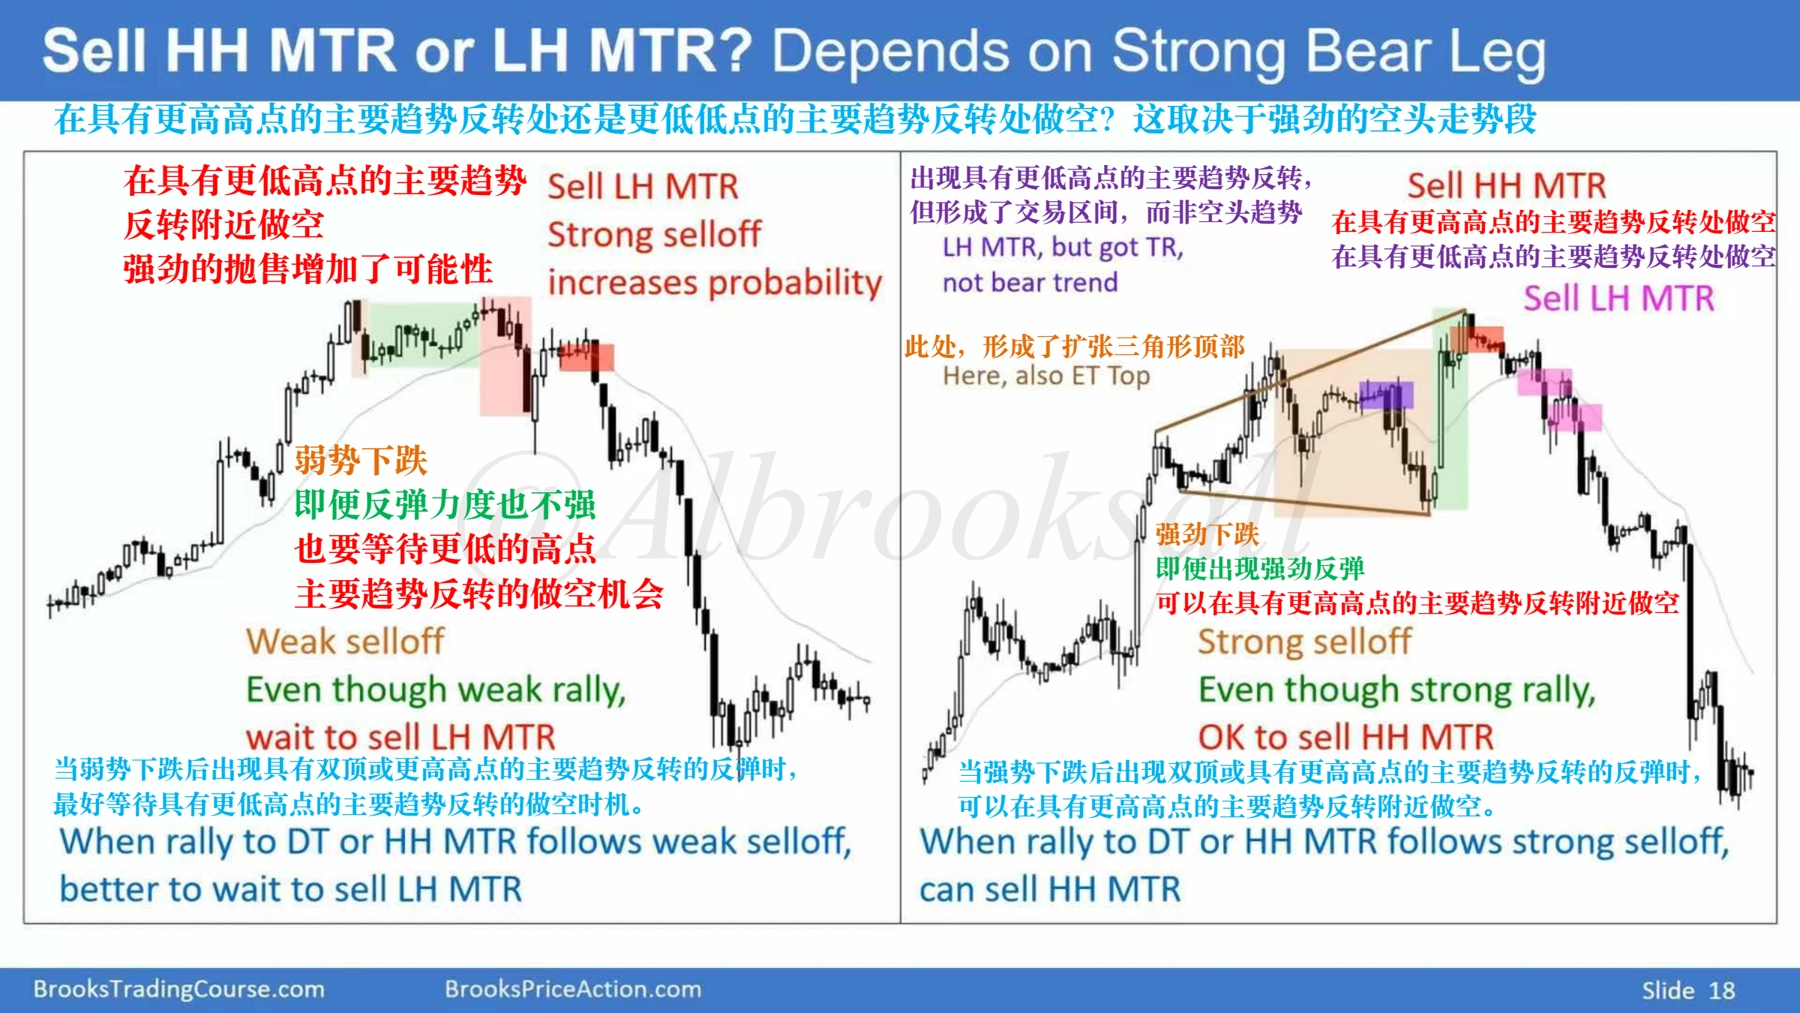 Sell HH MTR or LH MTR? Depends on Strong Bear Leg
在具有更高高点的主要趋势反转处还是更低低点的主要趋势反转处做空？这取决于强劲的空头走势段
在具有更低高点的主要趋势
反转附近做空
强劲的抛售增加了可能性
Sell LH MTR
Strong selloff
increases probability
弱势下跌
即便反弹力度也不强
也要等待更低的高点
主要趋势反转的做空机会
Weak selloff
Even though weak rally,
wait to sell LH MTR
当弱势下跌后出现具有双顶或更高高点的主要趋势反转的反弹时，
最好等待具有更低高点的主要趋势反转的做空时机。
When rally to DT or HH MTR follows weak selloff,
better to wait to sell LH MTR
出现具有更低高点的主要趋势反转，
但形成了交易区间，而非空头趋势
LH MTR, but got TR,
not bear trend
Sell HH MTR
在具有更高高点的主要趋势反转处做空
在具有更低高点的主要趋势反转处做空
Sell LH MTR
此处，形成了扩张三角形顶部
Here, also ET Top
强劲下跌
即便出现强劲反弹
可以在具有更高高点的主要趋势反转附近做空
Strong selloff
Even though strong rally,
OK to sell HH MTR
当强势下跌后出现双顶或具有更高高点的主要趋势反转的反弹时，
可以在具有更高高点的主要趋势反转附近做空。
When rally to DT or HH MTR follows strong selloff,
can sell HH MTR
@Albrooksall
BrooksTradingCourse.com
BrooksPriceAction.com
Slide 18